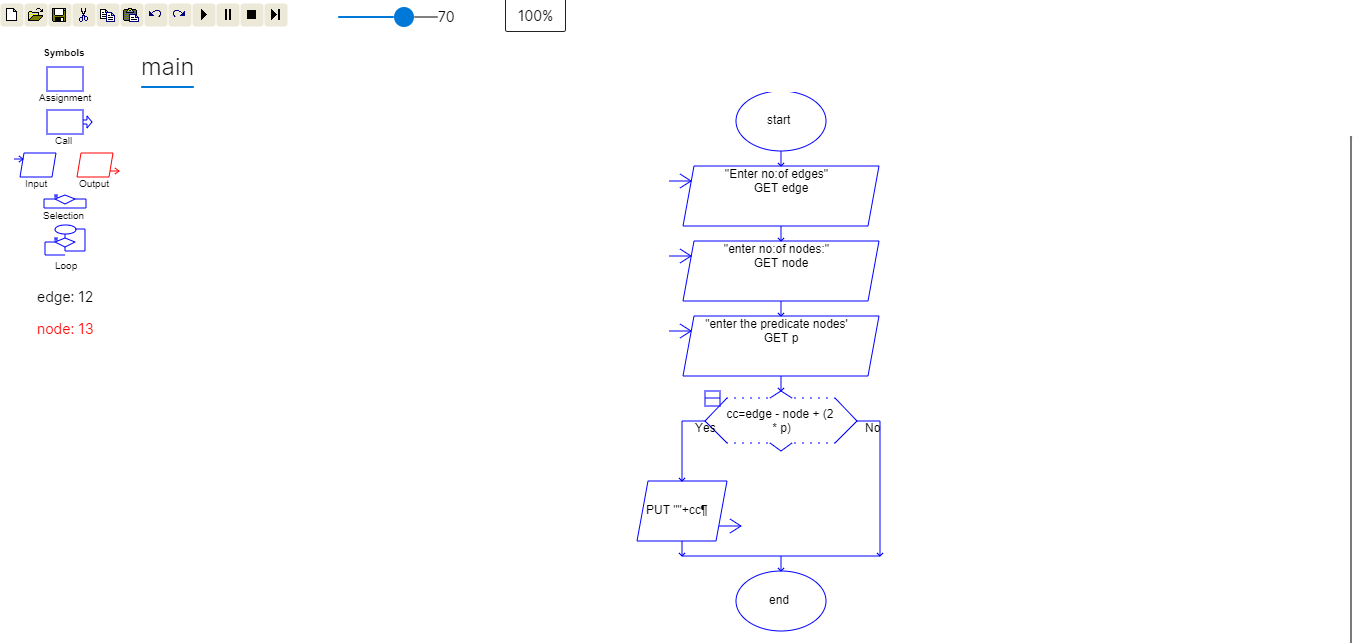 70
100%
Symbols
main
Assignment
Call
Input
Output
Selection
Loop
edge: 12
node: 13
start
"Enter no:of edges"
GET edge
"enter no:of nodes:"
GET node
"enter the predicate nodes'
GET p
cc=edge - node + (2
* p)
Yes
No
PUT ""+cc¶
end